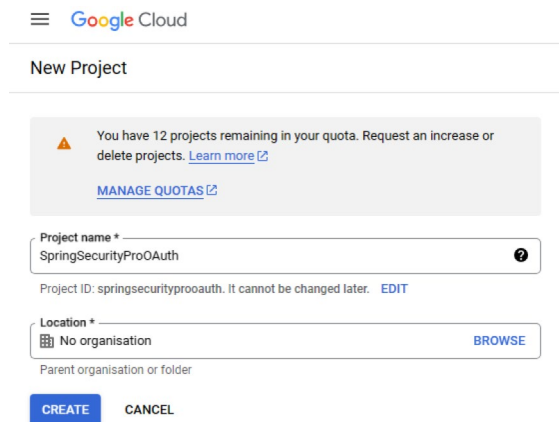 Google Cloud
New Project
You have 12 projects remaining in your quota. Request an increase or
delete projects. Learn more
MANAGE QUOTAS
Project name *
SpringSecurityProOAuth
Project ID: springsecurityprooauth. It cannot be changed later. EDIT
Location *
No organisation BROWSE
Parent organisation or folder
CREATE CANCEL